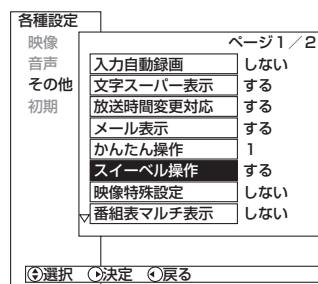 各種設定
映像
音声
その他
初期
ページ1／2
入力自動録画 しない
文字スーパー表示 する
放送時間変更対応 する
メール表示 する
かんたん操作 1
スイーベル操作 する
映像特殊設定 しない
番組表マルチ表示 しない
選択 決定 戻る